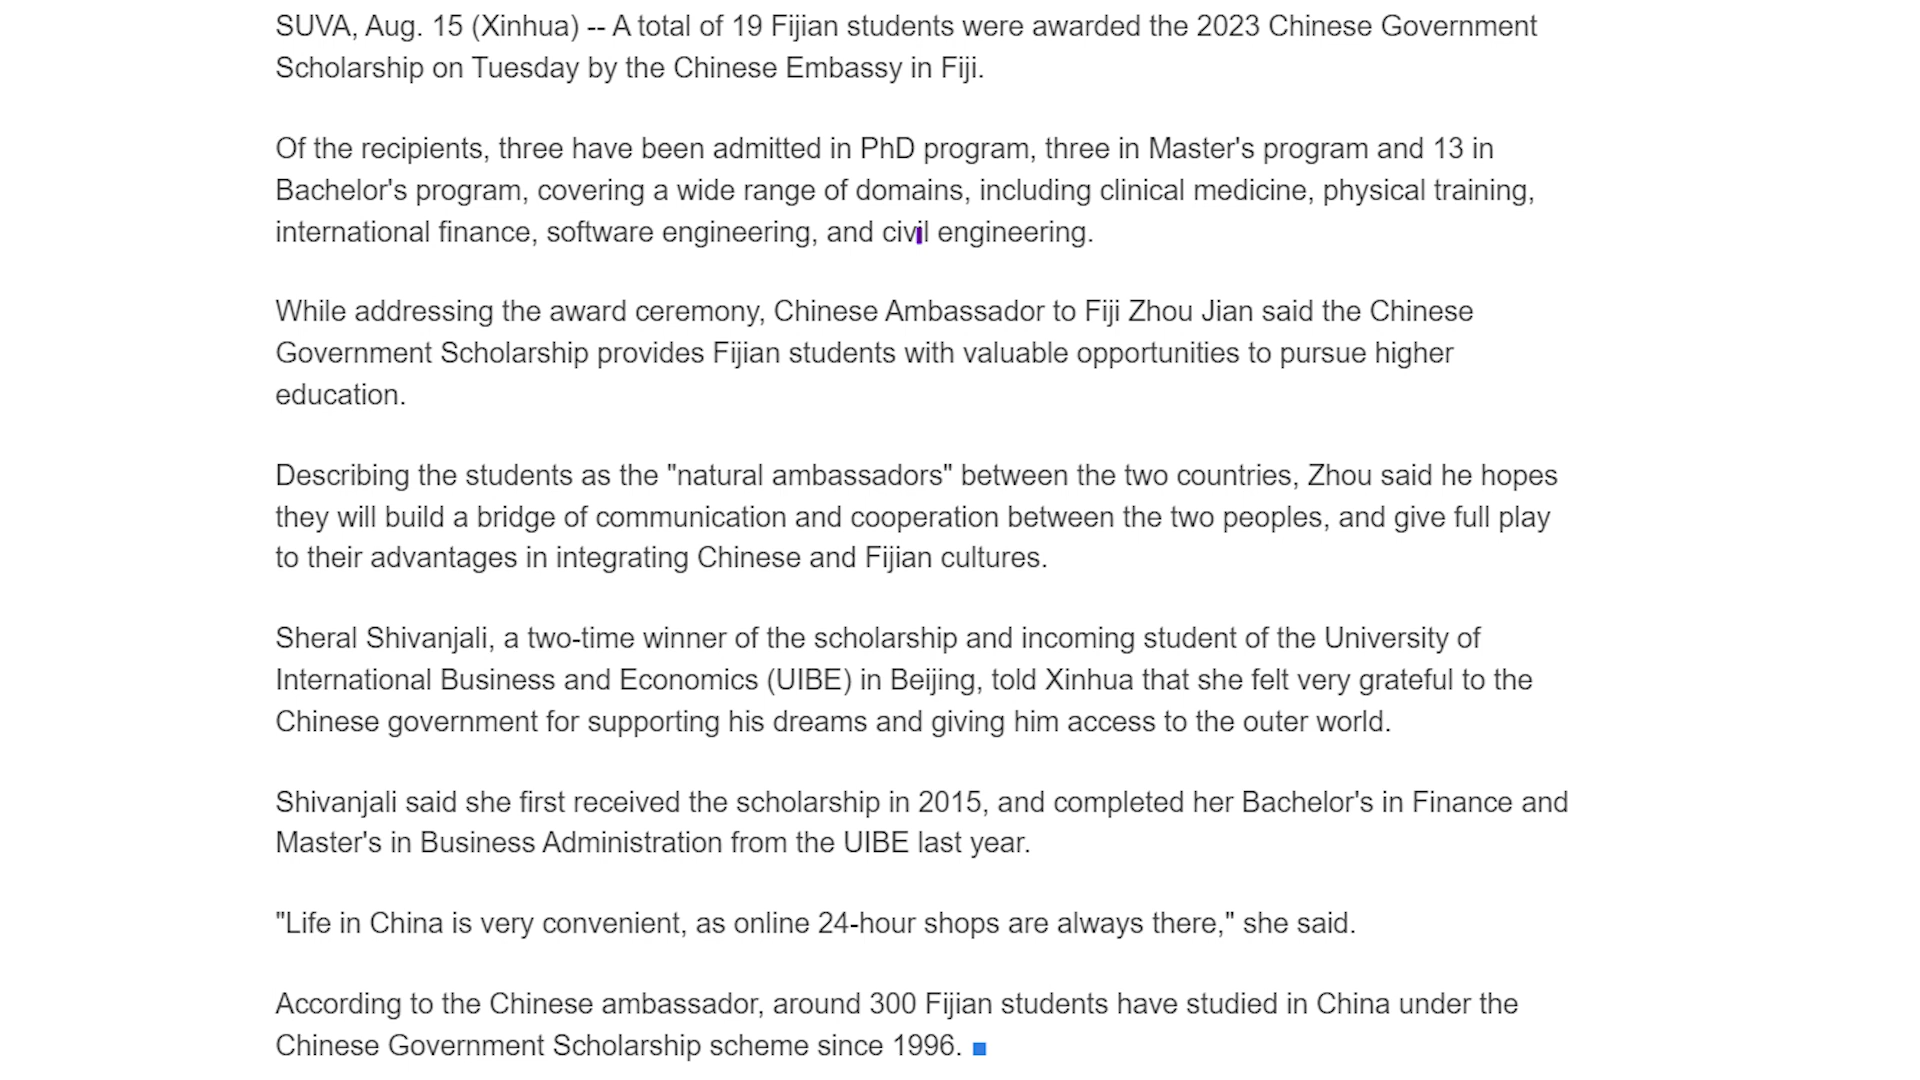 SUVA, Aug. 15 (Xinhua) -- A total of 19 Fijian students were awarded the 2023 Chinese Government
Scholarship on Tuesday by the Chinese Embassy in Fiji.
Of the recipients, three have been admitted in PhD program, three in Master's program and 13 in
Bachelor's program, covering a wide range of domains, including clinical medicine, physical training,
international finance, software engineering, and civil engineering.
While addressing the award ceremony, Chinese Ambassador to Fiji Zhou Jian said the Chinese
Government Scholarship provides Fijian students with valuable opportunities to pursue higher
education.
Describing the students as the "natural ambassadors" between the two countries, Zhou said he hopes
they will build a bridge of communication and cooperation between the two peoples, and give full play
to their advantages in integrating Chinese and Fijian cultures.
Sheral Shivanjali, a two-time winner of the scholarship and incoming student of the University of
International Business and Economics (UIBE) in Beijing, told Xinhua that she felt very grateful to the
Chinese government for supporting his dreams and giving him access to the outer world.
Shivanjali said she first received the scholarship in 2015, and completed her Bachelor's in Finance and
Master's in Business Administration from the UIBE last year.
"Life in China is very convenient, as online 24-hour shops are always there," she said.
According to the Chinese ambassador, around 300 Fijian students have studied in China under the
Chinese Government Scholarship scheme since 1996. ■